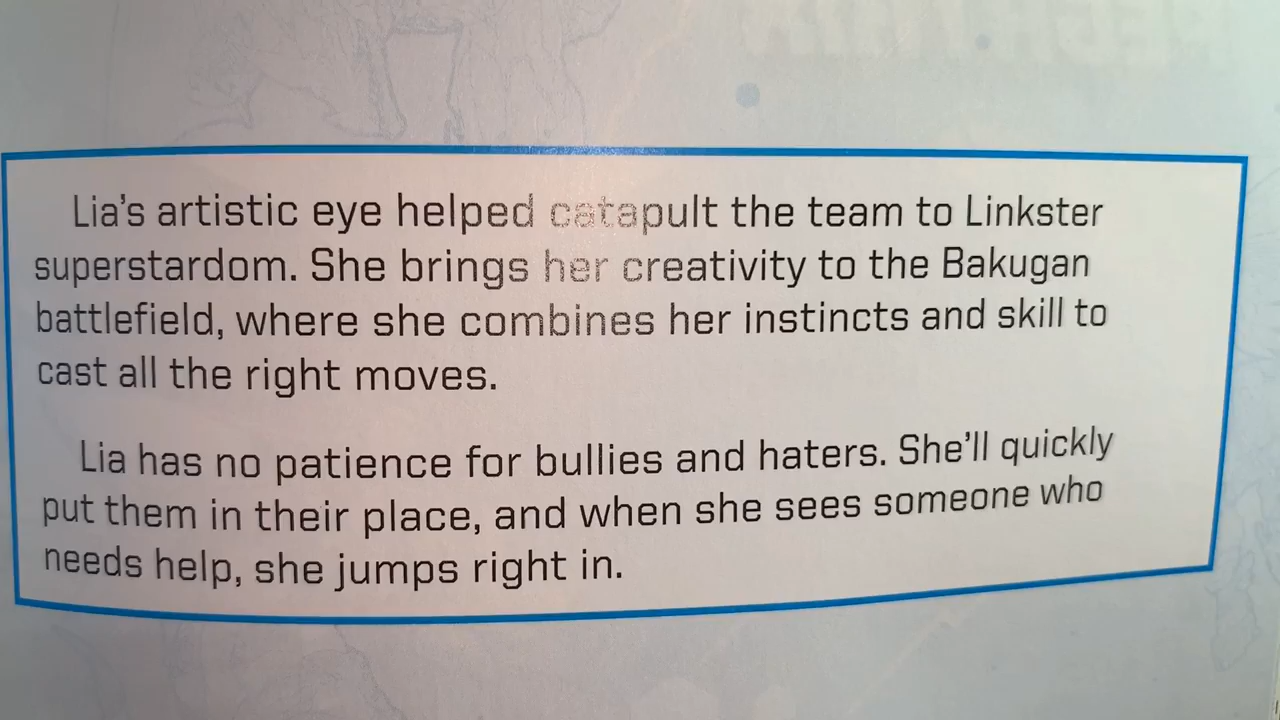 Lia's artistic eye helped catapult the team to Linkster
superstardom. She brings her creativity to the Bakugan
battlefield, where she combines her instincts and skill to
cast all the right moves.
Lia has no patience for bullies and haters. She'll quickly
put them in their place, and when she sees someone who
needs help, she jumps right in.